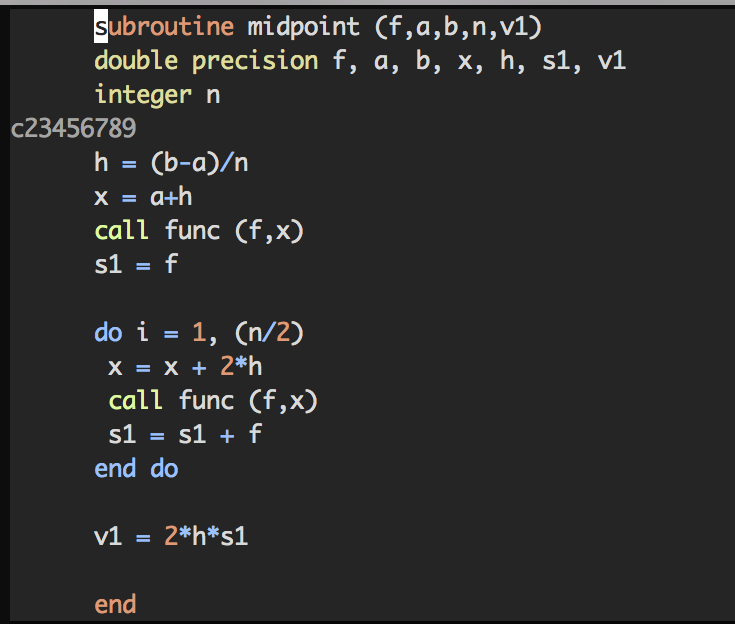 subroutine midpoint (f,a,b,n,v1)
double precision f, a, b, x, h, s1, v1
integer n
c23456789
h = (b-a)/n
x = a+h
call func (f,x)
s1 = f
do i = 1, (n/2)
x = x + 2*h
call func (f,x)
s1 = s1 + f
end do
v1 = 2*h*s1
end